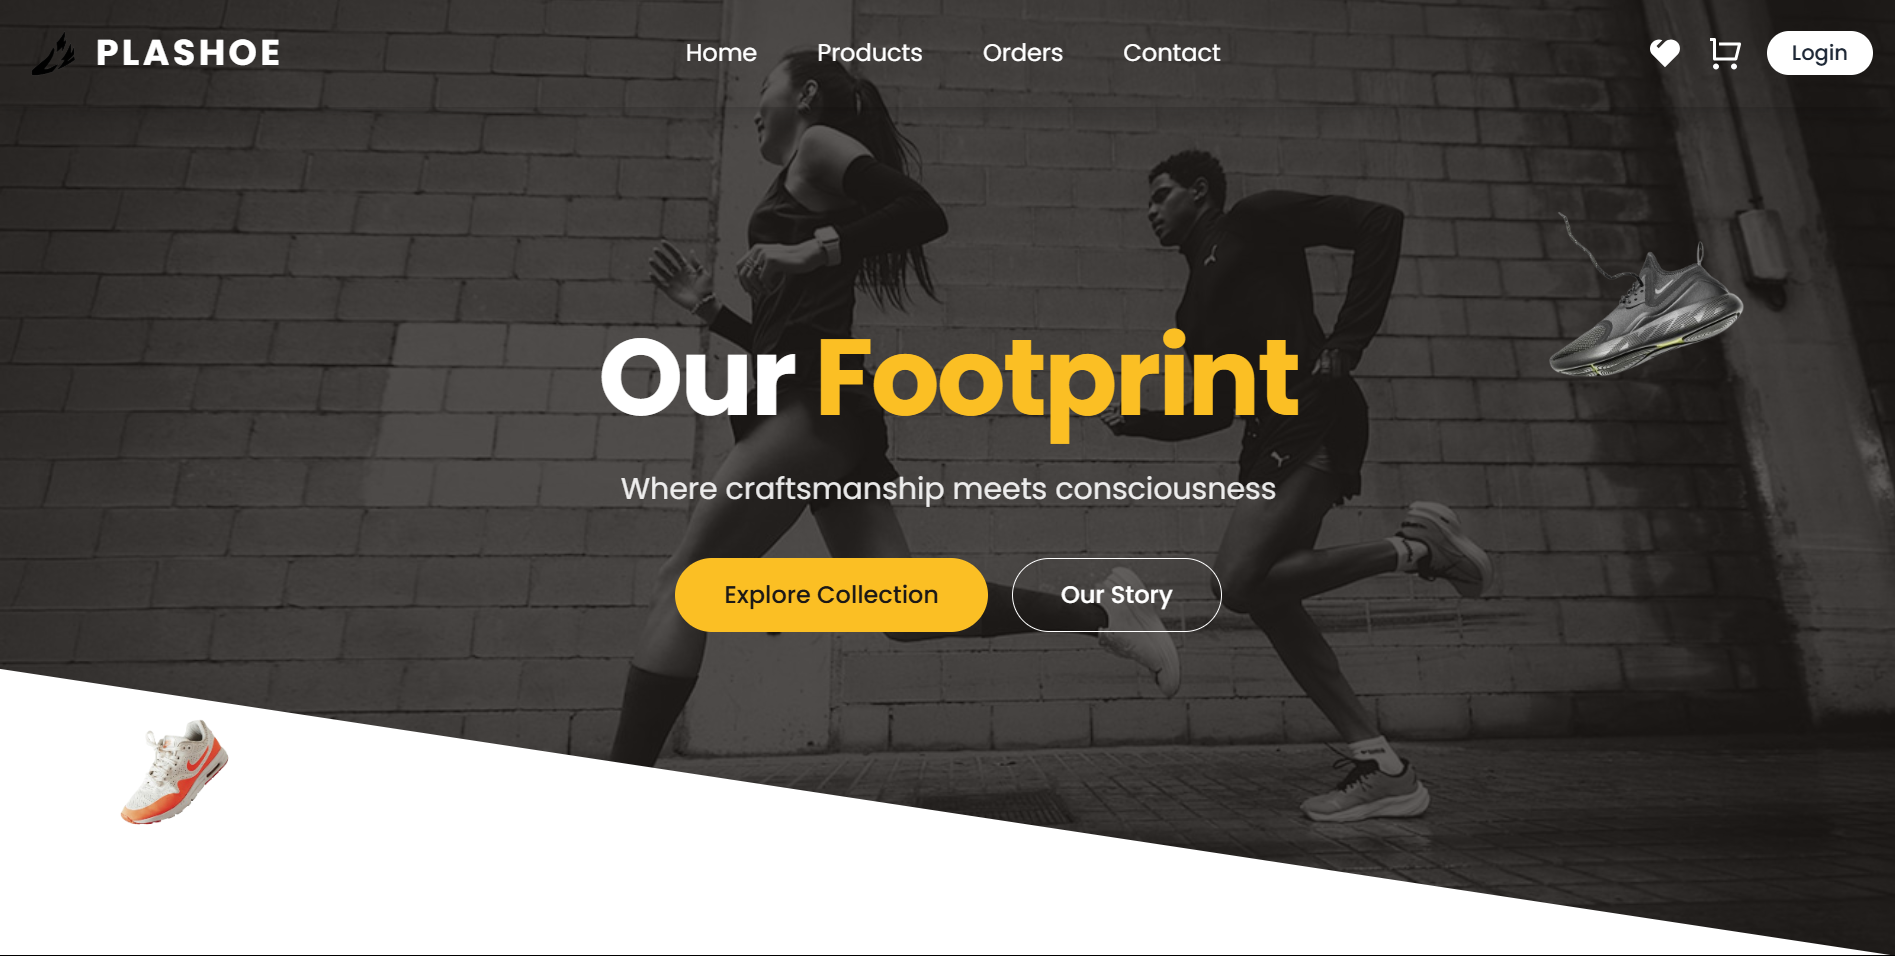 PLASHOE
Home Products Orders Contact
Login
Our Footprint
Where craftsmanship meets consciousness
Explore Collection
Our Story